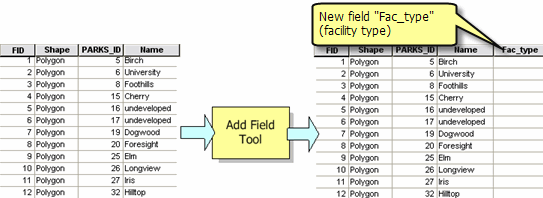 New field "Fac_type"
(facility type)
FID Shape PARKS_ID Name
1 Polygon 5 Birch
2 Polygon 6 University
3 Polygon 8 Foothills
4 Polygon 15 Cherry
5 Polygon 16 undeveloped
6 Polygon 17 undeveloped
7 Polygon 19 Dogwood
8 Polygon 20 Foresight
9 Polygon 25 Elm
10 Polygon 26 Longview
11 Polygon 27 Iris
12 Polygon 32 Hilltop
Add Field
Tool
FID Shape PARKS_ID Name Fac_type
1 Polygon 5 Birch
2 Polygon 6 University
3 Polygon 8 Foothills
4 Polygon 15 Cherry
5 Polygon 16 undeveloped
6 Polygon 17 undeveloped
7 Polygon 19 Dogwood
8 Polygon 20 Foresight
9 Polygon 25 Elm
10 Polygon 26 Longview
11 Polygon 27 Iris
12 Polygon 32 Hilltop